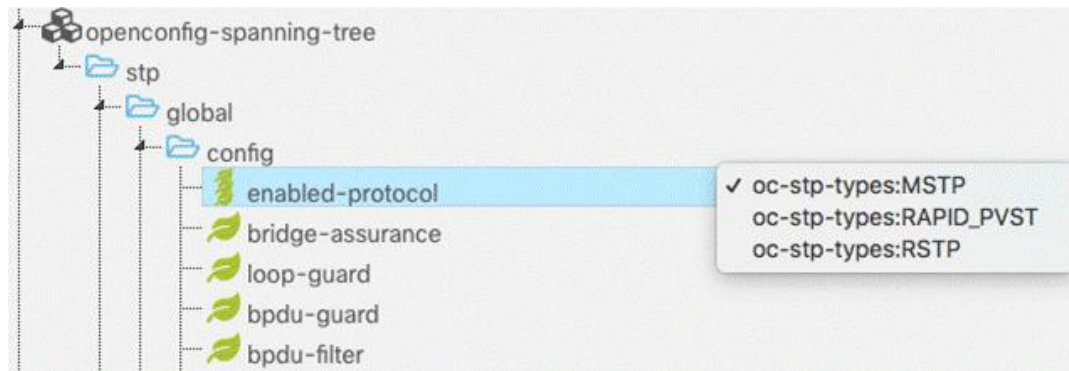 openconfig-spanning-tree
stp
global
config
enabled-protocol
✓ oc-stp-types:MSTP
oc-stp-types:RAPID_PVST
oc-stp-types:RSTP
bridge-assurance
loop-guard
bpdu-guard
bpdu-filter